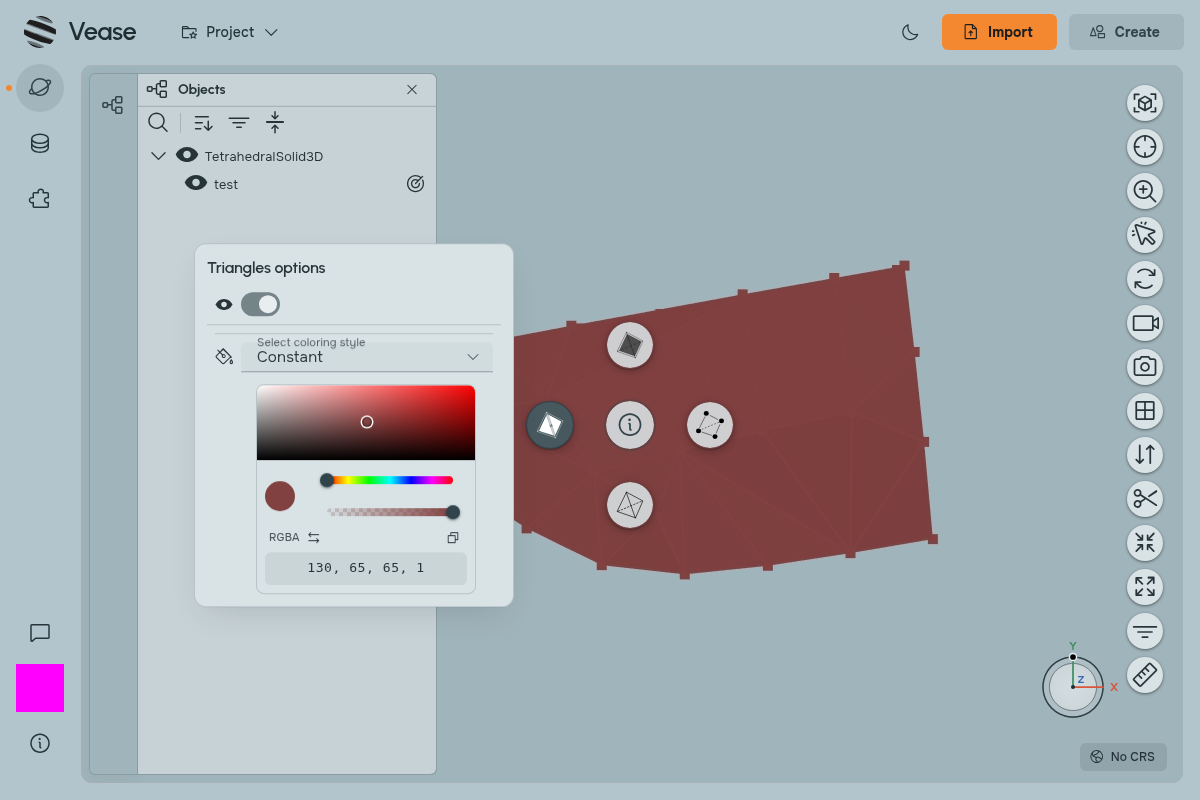 Vease
Project
Import
Create
Objects
TetrahedralSolid3D
test
Triangles options
Select coloring style
Constant
RGBA
130, 65, 65, 1
Y
Z
X
No CRS